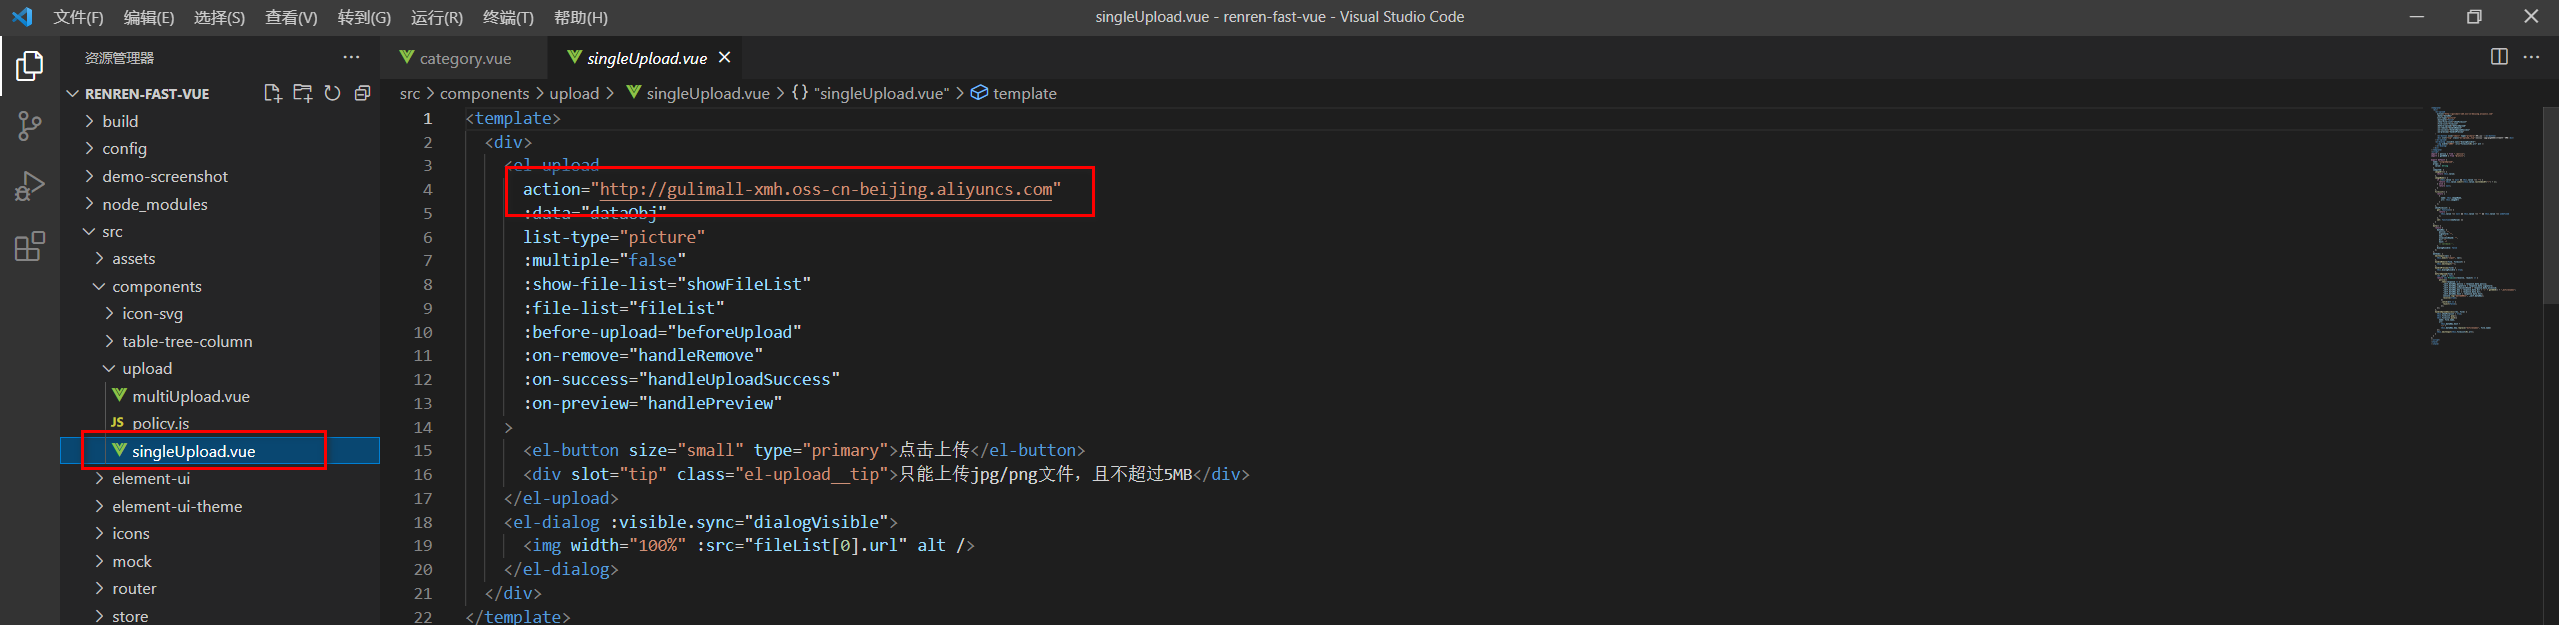 文件(F) 编辑(E) 选择(S) 查看(V) 转到(G) 运行(R) 终端(T) 帮助(H) singleUpload.vue - renren-fast-vue - Visual Studio Code
资源管理器
RENREN-FAST-VUE
build
config
demo-screenshot
node_modules
src
assets
components
icon-svg
table-tree-column
upload
multiUpload.vue
JS policy.js
singleUpload.vue
element-ui
element-ui-theme
icons
mock
router
store
category.vue singleUpload.vue
src > components > upload > singleUpload.vue > {} "singleUpload.vue" > template
1 <template>
2 <div>
3 <el-upload
4 action="http://gulimall-xmh.oss-cn-beijing.aliyuncs.com"
5 :data="dataObj"
6 list-type="picture"
7 :multiple="false"
8 :show-file-list="showFileList"
9 :file-list="fileList"
10 :before-upload="beforeUpload"
11 :on-remove="handleRemove"
12 :on-success="handleUploadSuccess"
13 :on-preview="handlePreview"
14 >
15 <el-button size="small" type="primary">点击上传</el-button>
16 <div slot="tip" class="el-upload__tip">只能上传jpg/png文件，且不超过5MB</div>
17 </el-upload>
18 <el-dialog :visible.sync="dialogVisible">
19 <img width="100%" :src="fileList[0].url" alt />
20 </el-dialog>
21 </div>
22 </template>